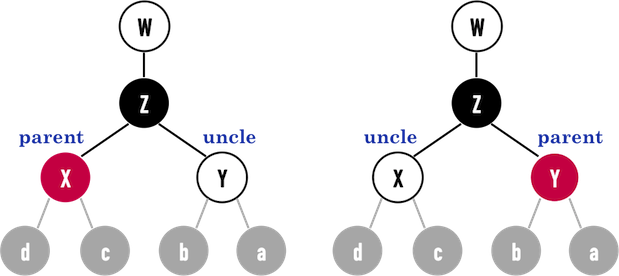 W W
Z Z
parent uncle uncle parent
X Y X Y
d c b a d c b a